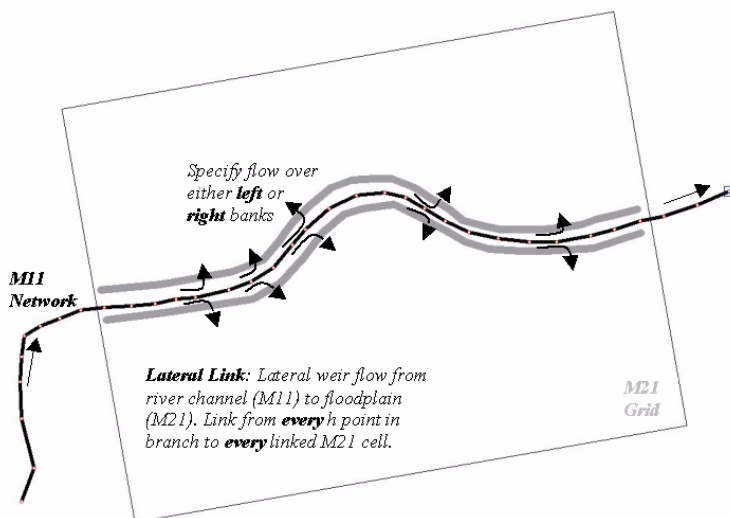 Specify flow over
either left or
right banks
M11
Network
Lateral Link: Lateral weir flow from
river channel (M11) to floodplain
(M21). Link from every h point in
branch to every linked M21 cell.
M21
Grid